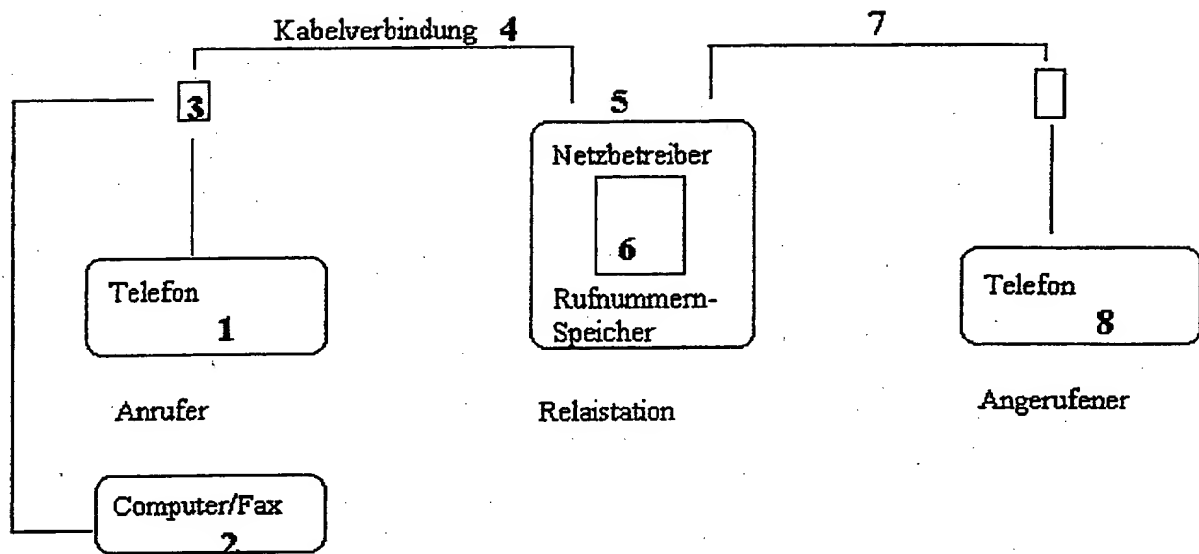 Kabelverbindung 4
7
3
5
Netzbetreiber
6
Rufnummern-
Speicher
Telefon
1
Telefon
8
Anrufer
Relaistation
Angerufener
Computer/Fax
2